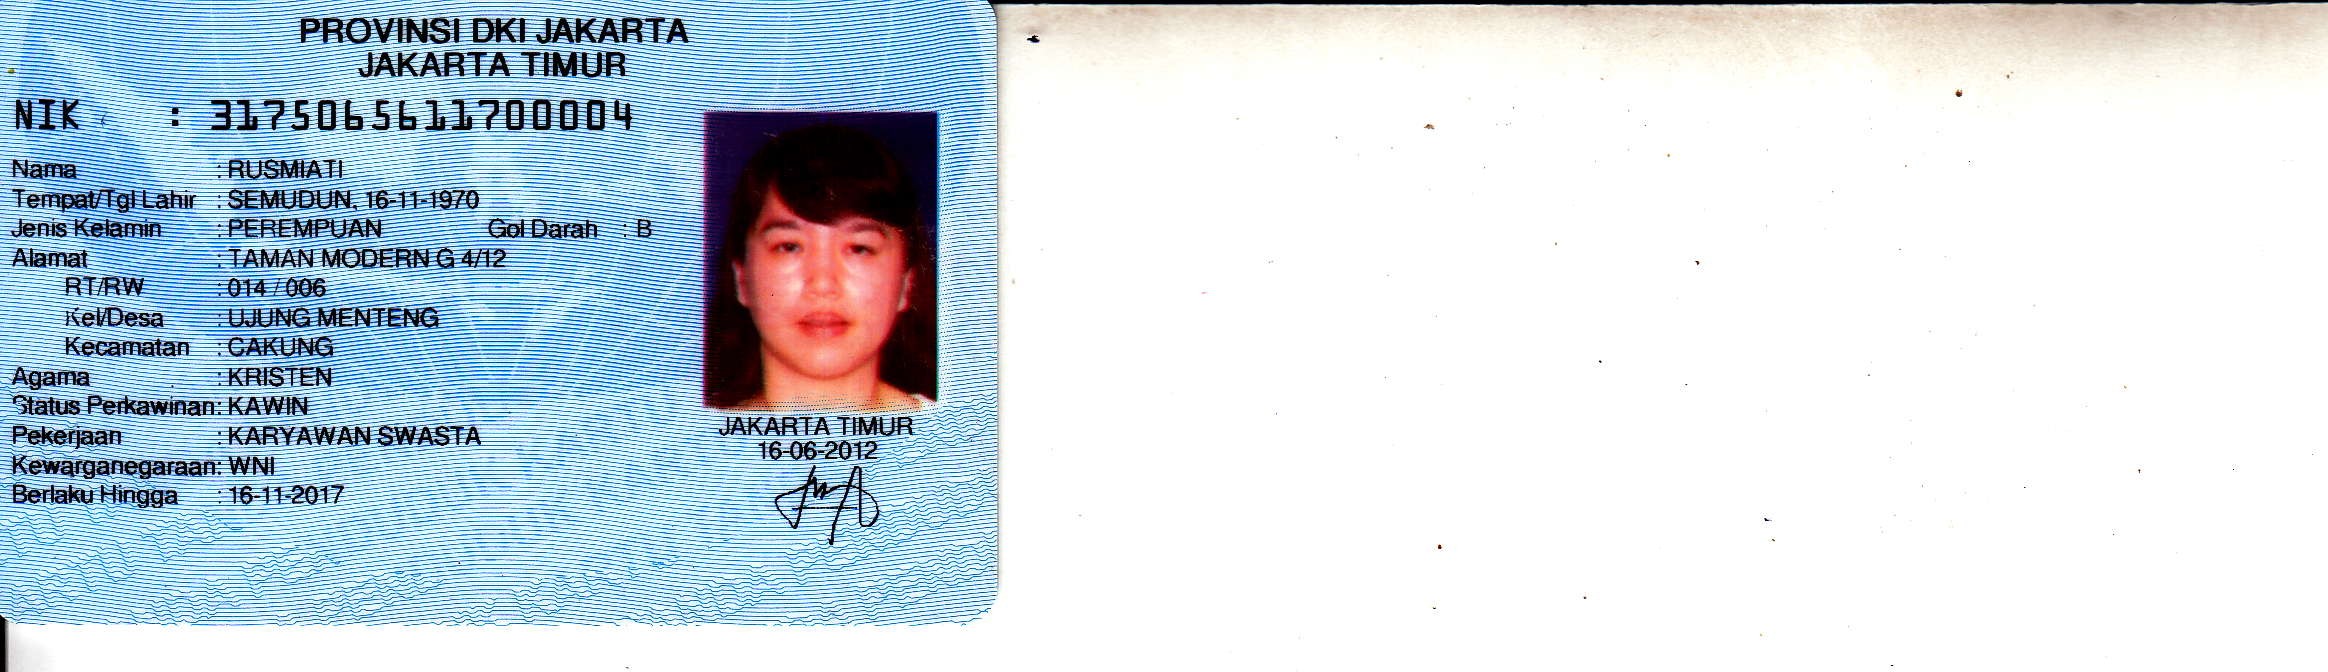 PROVINSI DKI JAKARTA
JAKARTA TIMUR
NIK : 3175065611700004
Nama : RUSMIATI
Tempat/Tgl Lahir : SEMUDUN, 16-11-1970
Jenis Kelamin : PEREMPUAN Gol Darah : B
Alamat : TAMAN MODERN G 4/12
RT/RW : 014 / 006
Kel/Desa : UJUNG MENTENG
Kecamatan : CAKUNG
Agama : KRISTEN
Status Perkawinan: KAWIN
Pekerjaan : KARYAWAN SWASTA
Kewarganegaraan: WNI
Berlaku Hingga : 16-11-2017
JAKARTA TIMUR
16-06-2012